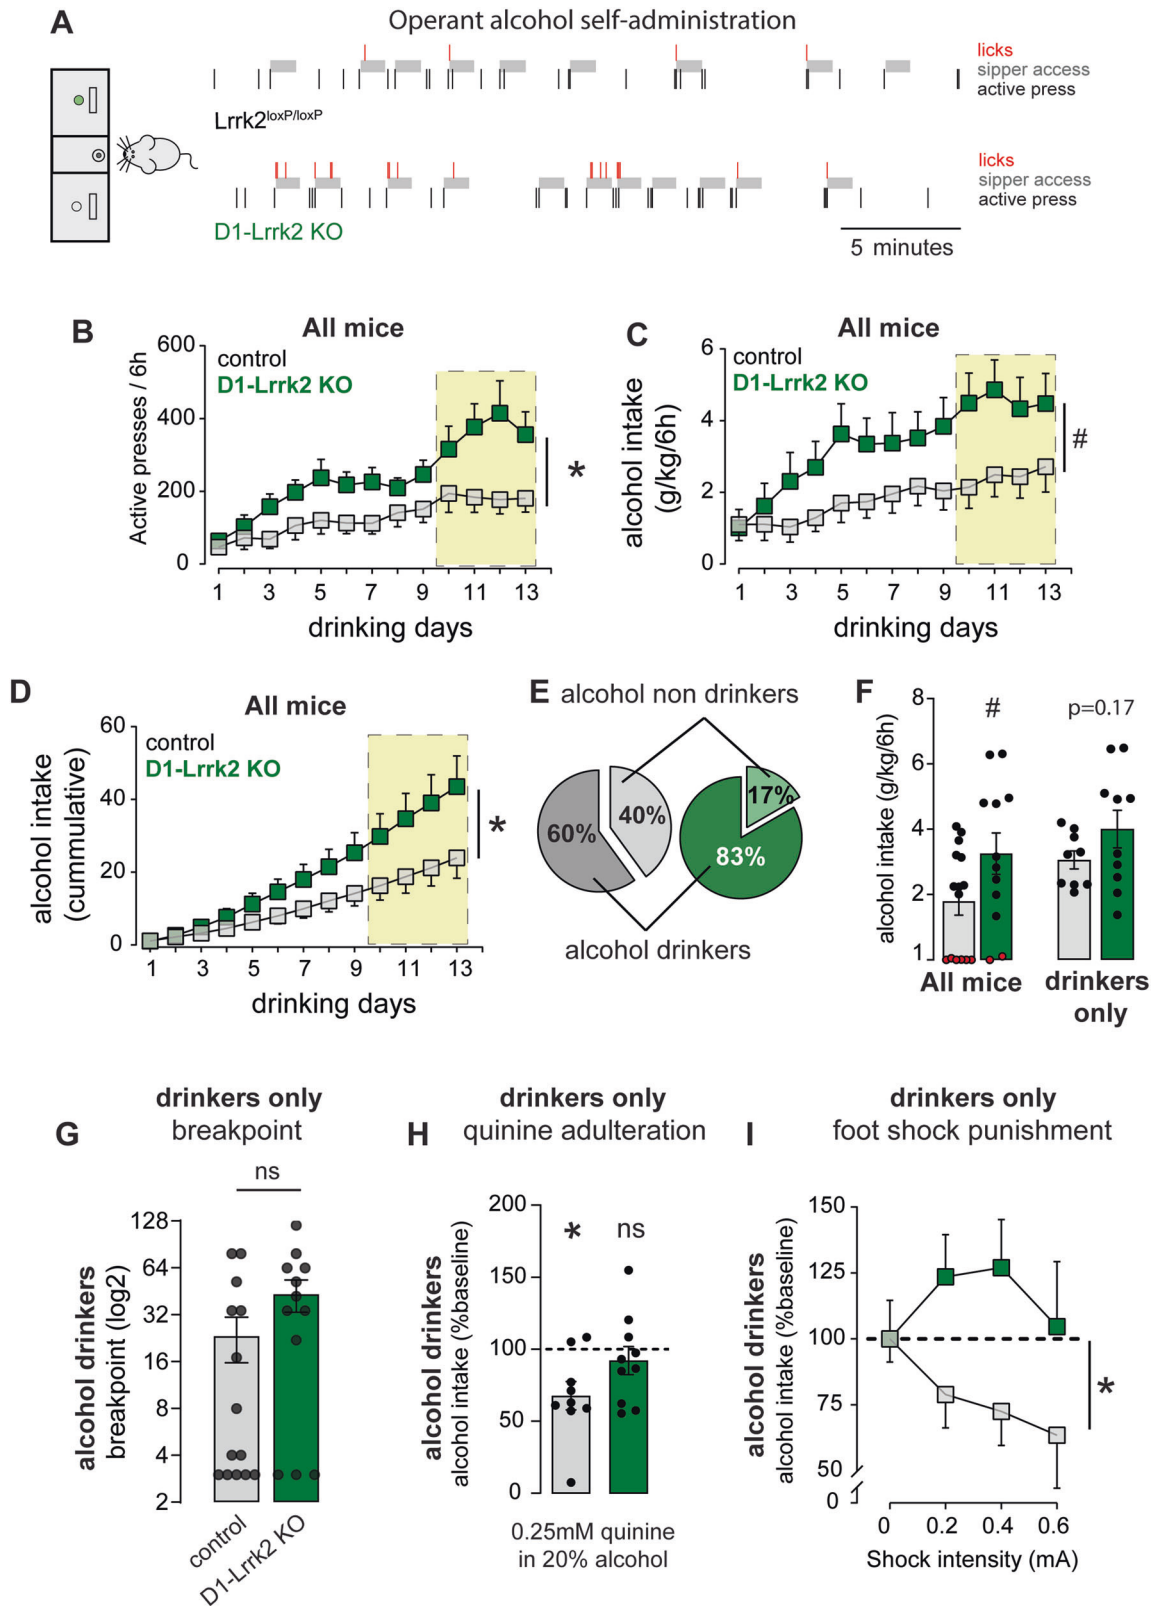 A
Operant alcohol self-administration
licks
sipper access
active press
Lrrk2loxP/loxP
licks
sipper access
active press
D1-Lrrk2 KO
5 minutes
B
All mice
control
D1-Lrrk2 KO
Active presses / 6h
600
400
200
0
*
1 3 5 7 9 11 13
drinking days
C
All mice
control
D1-Lrrk2 KO
alcohol intake
(g/kg/6h)
6
4
2
0
#
1 3 5 7 9 11 13
drinking days
D
All mice
control
D1-Lrrk2 KO
alcohol intake
(cummulative)
60
40
20
0
*
1 3 5 7 9 11 13
drinking days
E
alcohol non drinkers
60%
40%
17%
83%
alcohol drinkers
F
alcohol intake (g/kg/6h)
8
6
4
2
1
#
p=0.17
All mice
drinkers
only
G
drinkers only
breakpoint
ns
alcohol drinkers
breakpoint (log2)
128
64
32
16
8
4
2
control
D1-Lrrk2 KO
H
drinkers only
quinine adulteration
alcohol drinkers
alcohol intake (%baseline)
200
150
100
50
0
*
ns
0.25mM quinine
in 20% alcohol
I
drinkers only
foot shock punishment
alcohol drinkers
alcohol intake (%baseline)
150
125
100
75
50
0
*
0 0.2 0.4 0.6
Shock intensity (mA)